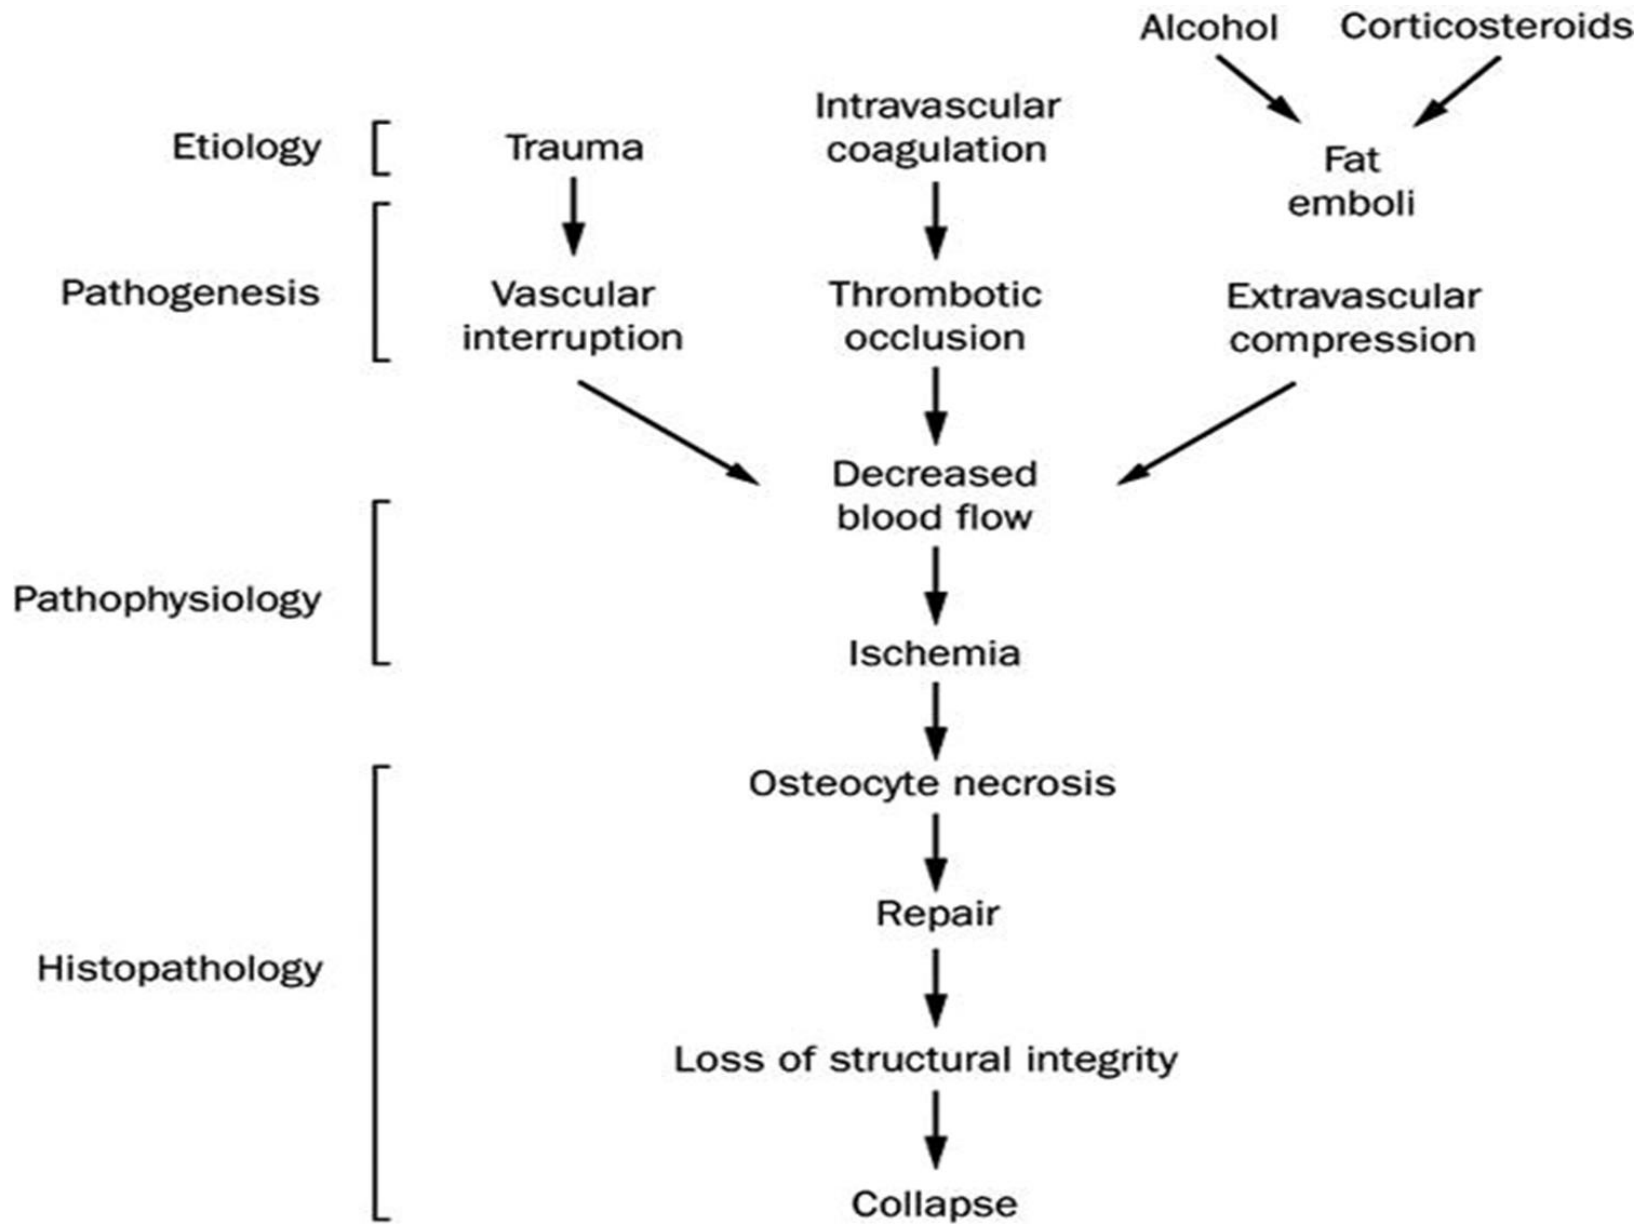 Alcohol
Corticosteroids
Etiology
Trauma
Intravascular
coagulation
Fat
emboli
Pathogenesis
Vascular
interruption
Thrombotic
occlusion
Extravascular
compression
Decreased
blood flow
Pathophysiology
Ischemia
Osteocyte necrosis
Repair
Histopathology
Loss of structural integrity
Collapse